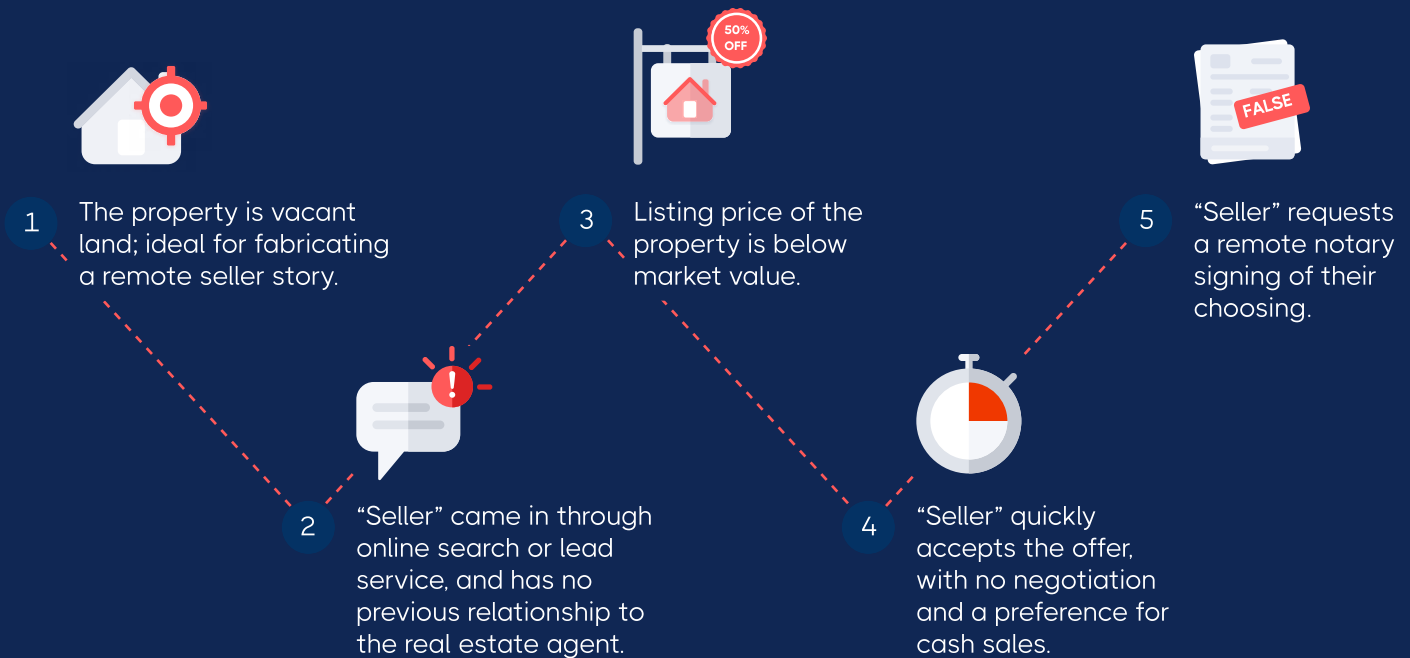 1
The property is vacant
land; ideal for fabricating
a remote seller story.
2
“Seller” came in through
online search or lead
service, and has no
previous relationship to
the real estate agent.
50%
OFF
3
Listing price of the
property is below
market value.
4
“Seller” quickly
accepts the offer,
with no negotiation
and a preference for
cash sales.
FALSE
5
“Seller” requests
a remote notary
signing of their
choosing.